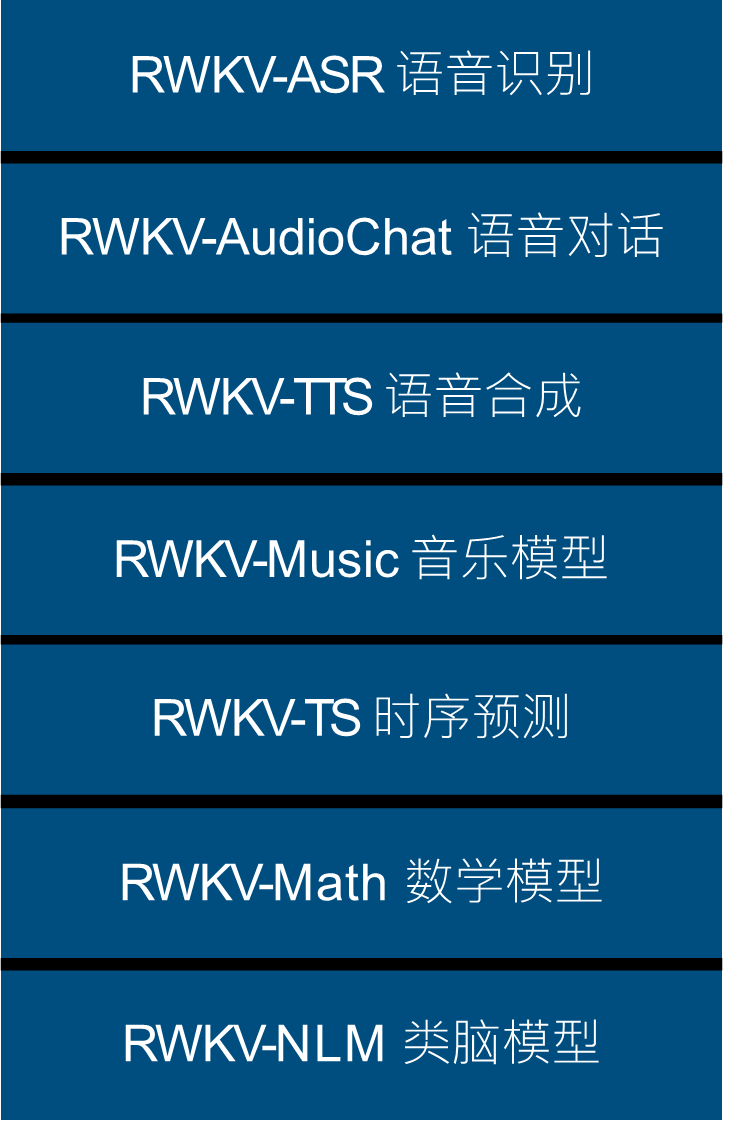 RWKV-ASR 语音识别
RWKV-AudioChat 语音对话
RWKV-TTS 语音合成
RWKV-Music 音乐模型
RWKV-TS 时序预测
RWKV-Math 数学模型
RWKV-NLM 类脑模型